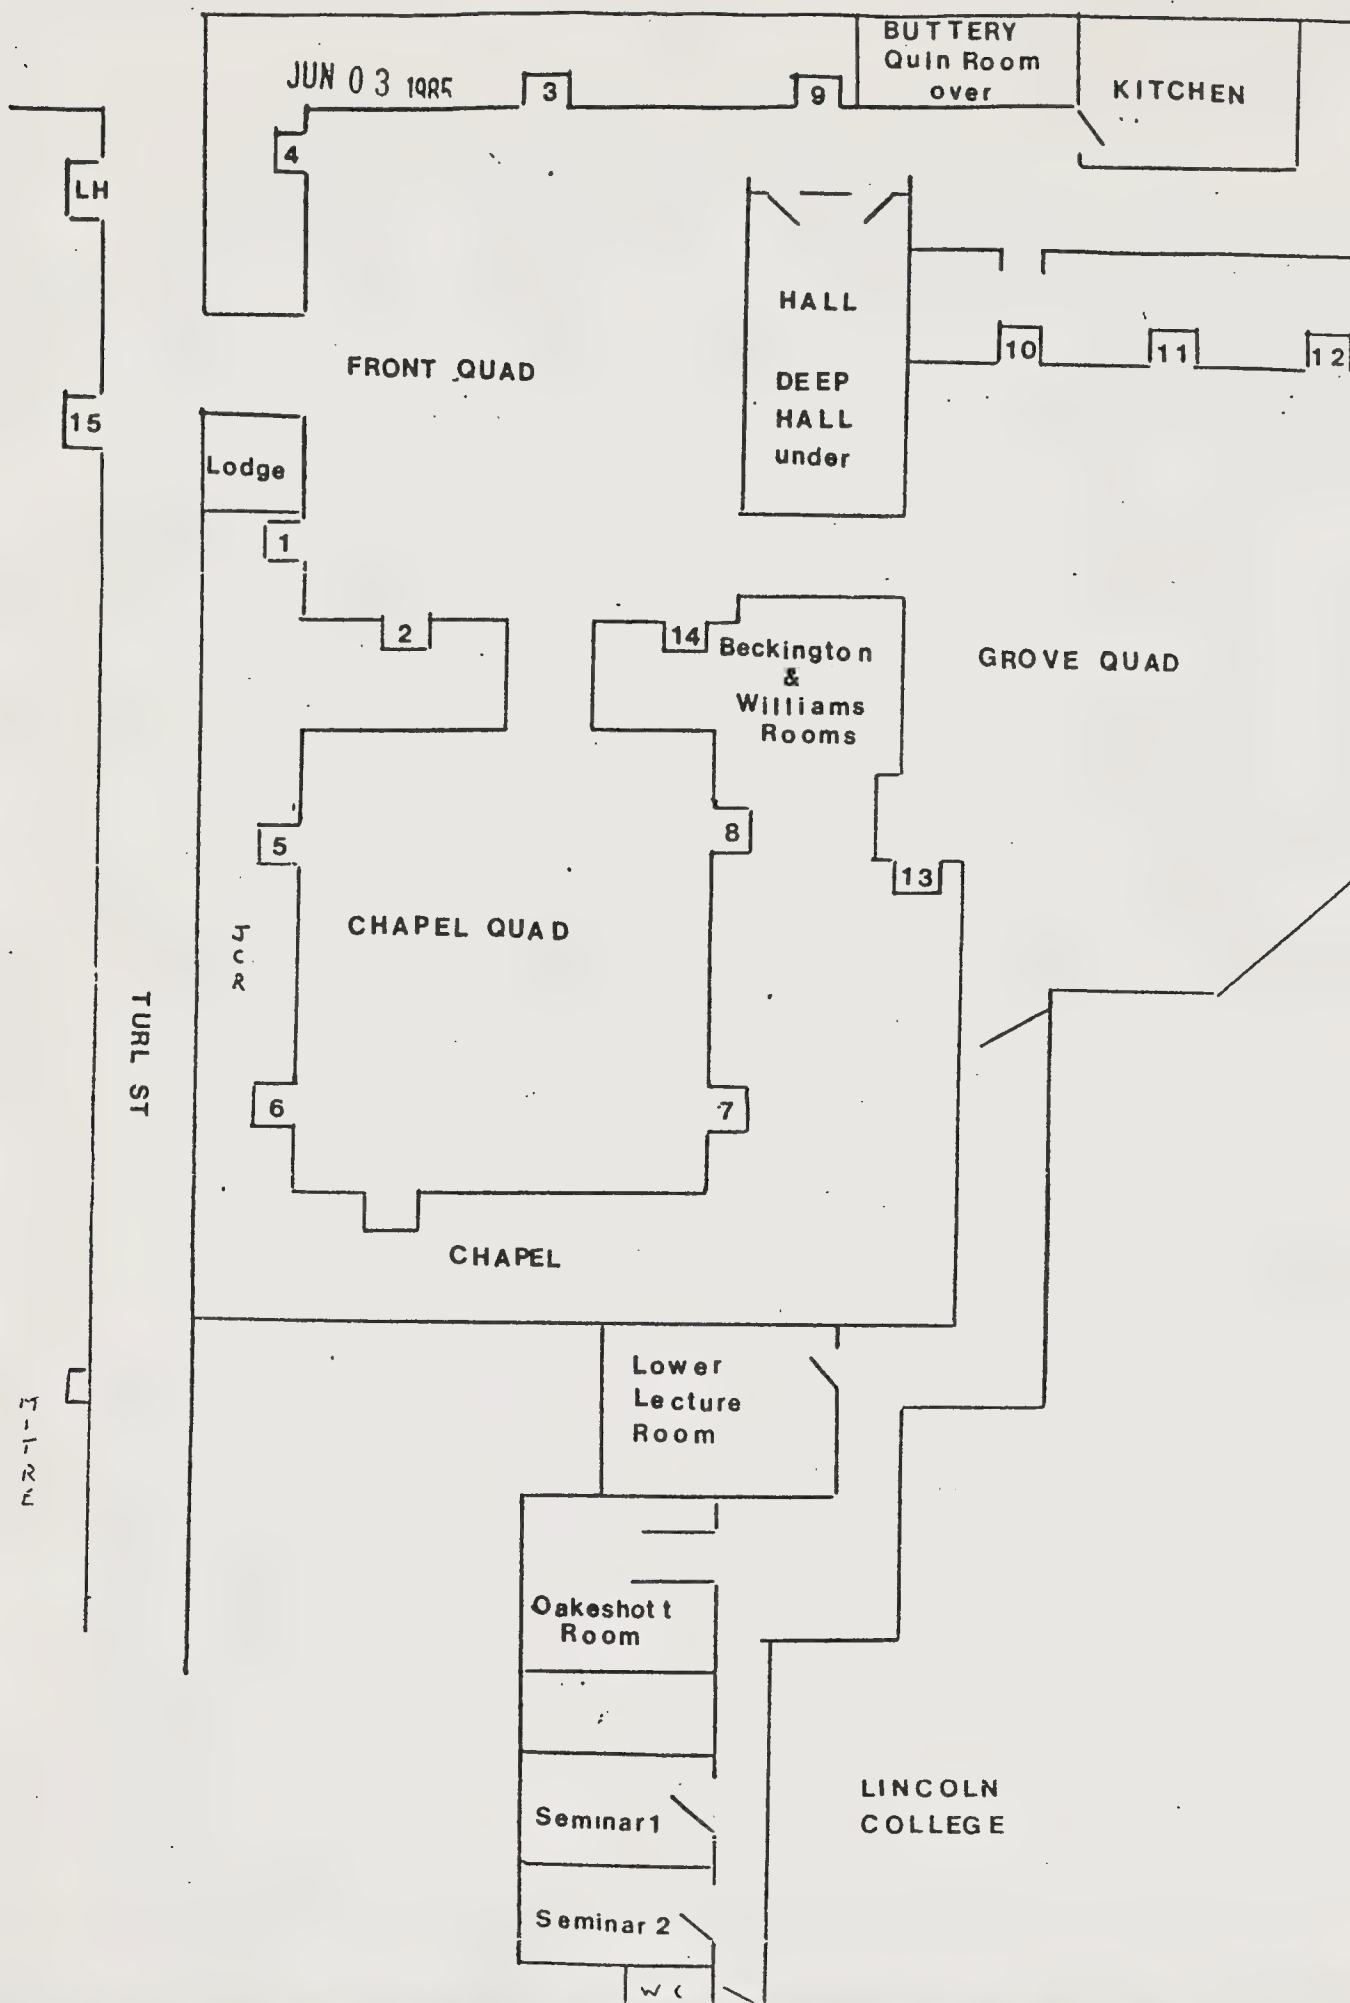 BUTTERY
Quin Room
over
KITCHEN
JUN 03 1985
3
9
4
LH
HALL
DEEP
HALL
under
10
11
12
FRONT QUAD
15
Lodge
1
2
14
Beckington
&
Williams
Rooms
GROVE QUAD
5
8
13
CHAPEL QUAD
JCR
TURL ST
6
7
CHAPEL
Lower
Lecture
Room
MITRE
Oakeshott
Room
Seminar 1
LINCOLN
COLLEGE
Seminar 2
WC